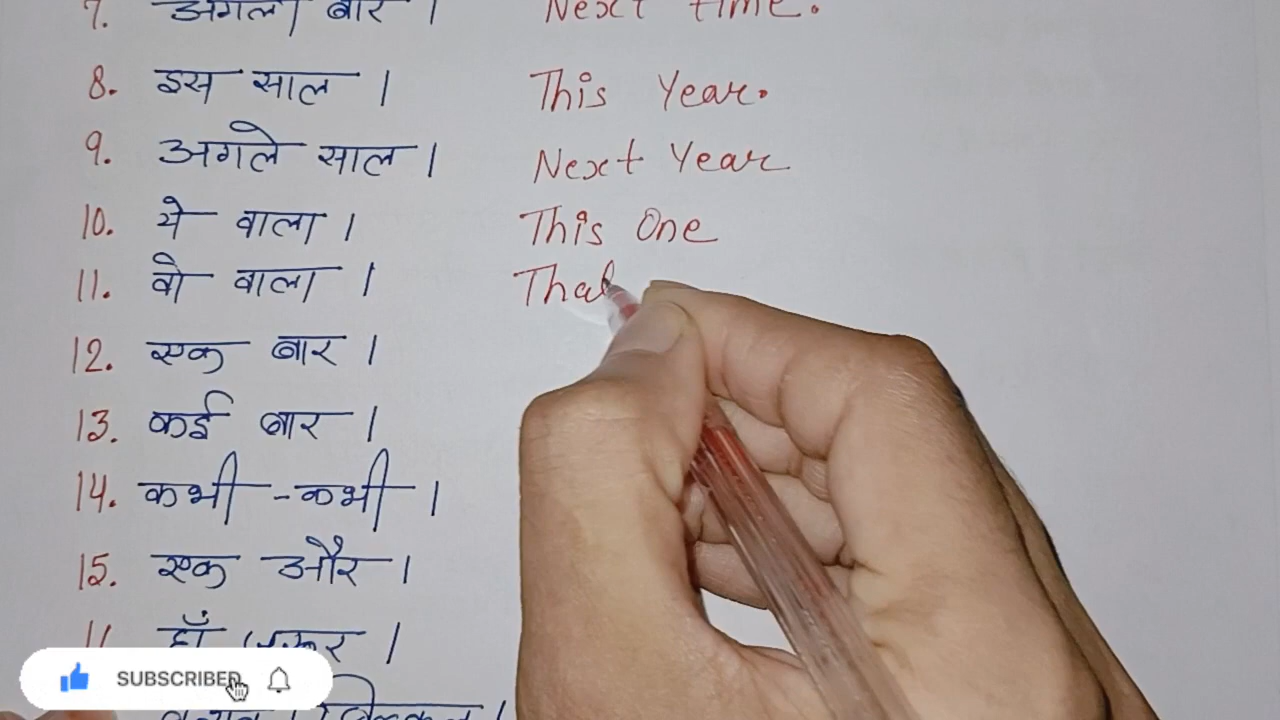 7. अगली बार । Next time.
8. इस साल । This Year.
9. अगले साल । Next Year
10. ये वाला । This One
11. वो वाला । That
12. एक बार ।
13. कई बार ।
14. कभी-कभी ।
15. एक और ।
हाँ ज़रूर ।
SUBSCRIBED